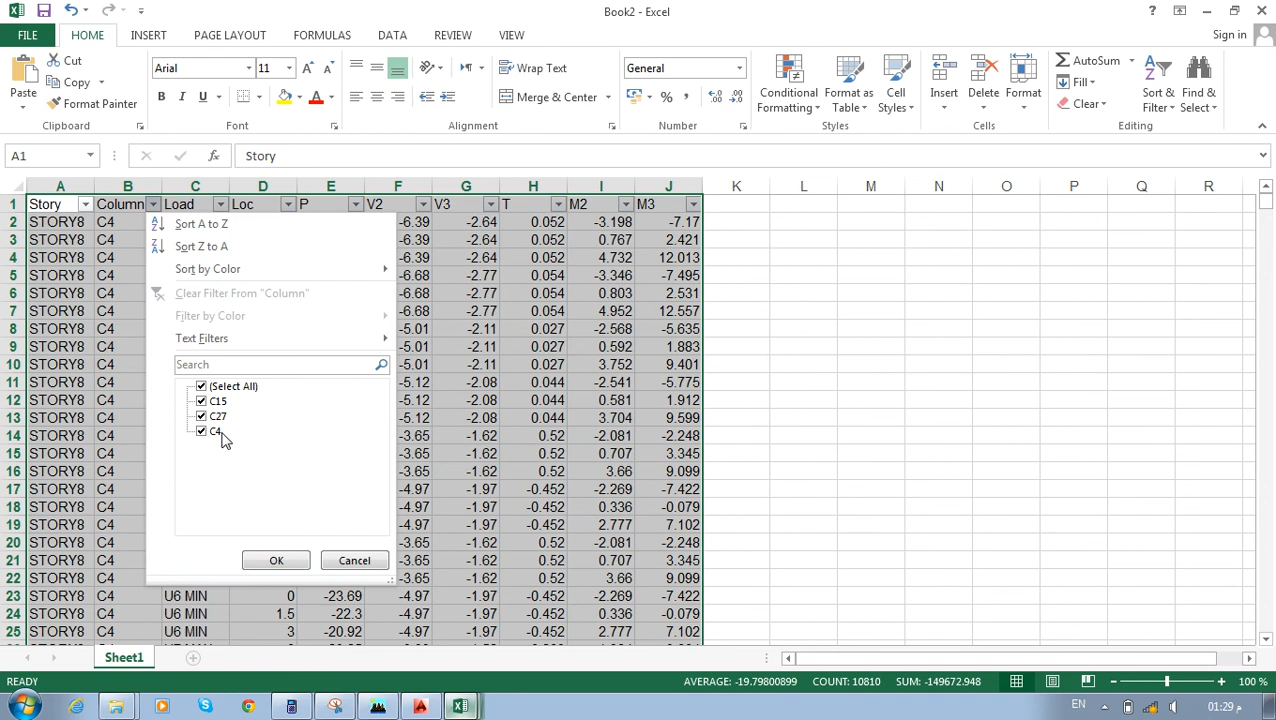 Book2 - Excel
FILE HOME INSERT PAGE LAYOUT FORMULAS DATA REVIEW VIEW Sign in
Paste Cut Copy Format Painter Clipboard
Arial 11 B I U A Font
Wrap Text Merge & Center Alignment
General % , Number
Conditional Formatting Format as Table Cell Styles Styles
Insert Delete Format Cells
AutoSum Fill Clear Sort & Filter Find & Select Editing
A1 fx Story
A B C D E F G H I J K L M N O P Q R
1 Story Column Load Loc P V2 V3 T M2 M3
2 STORY8 C4 -6.39 -2.64 0.052 -3.198 -7.17
3 STORY8 C4 -6.39 -2.64 0.052 0.767 2.421
4 STORY8 C4 -6.39 -2.64 0.052 4.732 12.013
5 STORY8 C4 -6.68 -2.77 0.054 -3.346 -7.495
6 STORY8 C4 -6.68 -2.77 0.054 0.803 2.531
7 STORY8 C4 -6.68 -2.77 0.054 4.952 12.557
8 STORY8 C4 -5.01 -2.11 0.027 -2.568 -5.635
9 STORY8 C4 -5.01 -2.11 0.027 0.592 1.883
10 STORY8 C4 -5.01 -2.11 0.027 3.752 9.401
11 STORY8 C4 -5.12 -2.08 0.044 -2.541 -5.775
12 STORY8 C4 -5.12 -2.08 0.044 0.581 1.912
13 STORY8 C4 -5.12 -2.08 0.044 3.704 9.599
14 STORY8 C4 -3.65 -1.62 0.52 -2.081 -2.248
15 STORY8 C4 -3.65 -1.62 0.52 0.707 3.345
16 STORY8 C4 -3.65 -1.62 0.52 3.66 9.099
17 STORY8 C4 -4.97 -1.97 -0.452 -2.269 -7.422
18 STORY8 C4 -4.97 -1.97 -0.452 0.336 -0.079
19 STORY8 C4 -4.97 -1.97 -0.452 2.777 7.102
20 STORY8 C4 -3.65 -1.62 0.52 -2.081 -2.248
21 STORY8 C4 -3.65 -1.62 0.52 0.707 3.345
22 STORY8 C4 -3.65 -1.62 0.52 3.66 9.099
23 STORY8 C4 U6 MIN 0 -23.69 -4.97 -1.97 -0.452 -2.269 -7.422
24 STORY8 C4 U6 MIN 1.5 -22.3 -4.97 -1.97 -0.452 0.336 -0.079
25 STORY8 C4 U6 MIN 3 -20.92 -4.97 -1.97 -0.452 2.777 7.102
Sort A to Z
Sort Z to A
Sort by Color
Clear Filter From "Column"
Filter by Color
Text Filters
Search
(Select All)
C15
C27
C4
OK Cancel
Sheet1
READY AVERAGE: -19.79800899 COUNT: 10810 SUM: -149672.948 100 %
EN 01:29 م